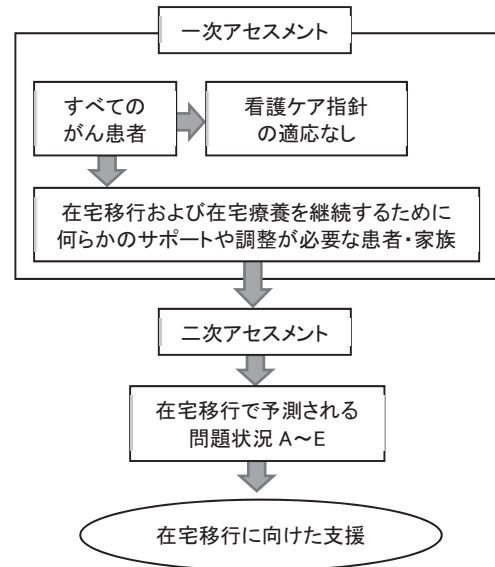 一次アセスメント
すべての
がん患者
看護ケア指針
の適応なし
在宅移行および在宅療養を継続するために
何らかのサポートや調整が必要な患者・家族
二次アセスメント
在宅移行で予測される
問題状況 A～E
在宅移行に向けた支援